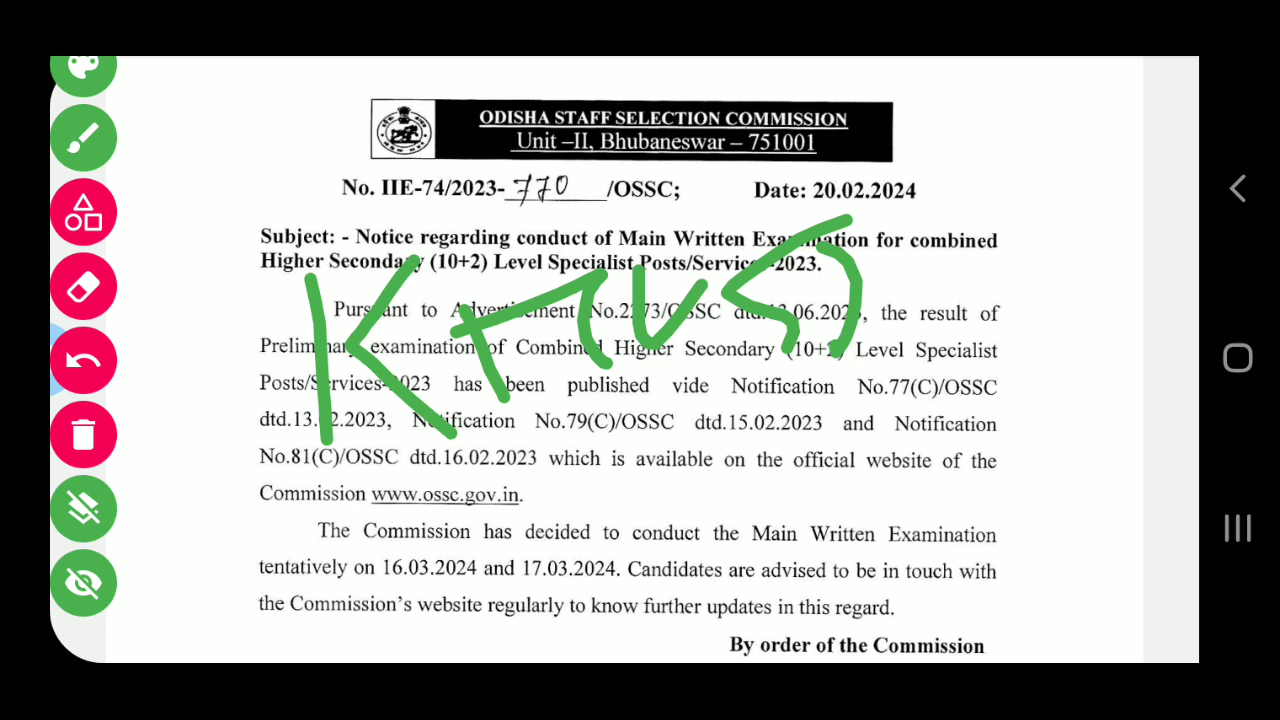 ODISHA STAFF SELECTION COMMISSION
Unit –II, Bhubaneswar – 751001
No. IIE-74/2023- 770 /OSSC; Date: 20.02.2024
Subject: - Notice regarding conduct of Main Written Examination for combined
Higher Secondary (10+2) Level Specialist Posts/Services-2023.
Pursuant to Advertisement No.2273/OSSC dtd. .06.2023, the result of
Preliminary examination of Combined Higher Secondary (10+2) Level Specialist
Posts/Services-2023 has been published vide Notification No.77(C)/OSSC
dtd.13.02.2023, Notification No.79(C)/OSSC dtd.15.02.2023 and Notification
No.81(C)/OSSC dtd.16.02.2023 which is available on the official website of the
Commission www.ossc.gov.in.
The Commission has decided to conduct the Main Written Examination
tentatively on 16.03.2024 and 17.03.2024. Candidates are advised to be in touch with
the Commission's website regularly to know further updates in this regard.
By order of the Commission